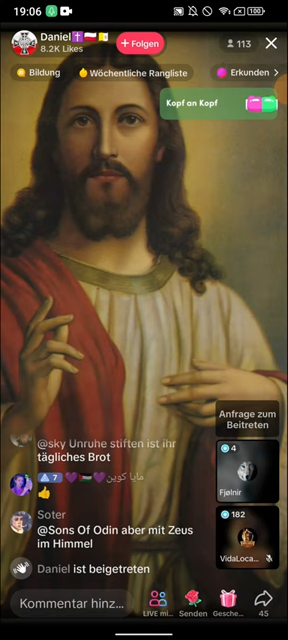 19:06
100
Daniel✝️🇵🇱🇻🇦
8.2K Likes
+ Folgen
113
Bildung
Wöchentliche Rangliste
Erkunden >
Kopf an Kopf
Anfrage zum
Beitreten
@sky Unruhe stiften ist ihr
tägliches Brot
4
Fjølnir
7 💜🇵🇸💜مايا كوين
👍
182
VidaLoca...
Soter
@Sons Of Odin aber mit Zeus
im Himmel
Daniel ist beigetreten
Kommentar hinz...
LIVE mi...
Senden
Gesche...
45